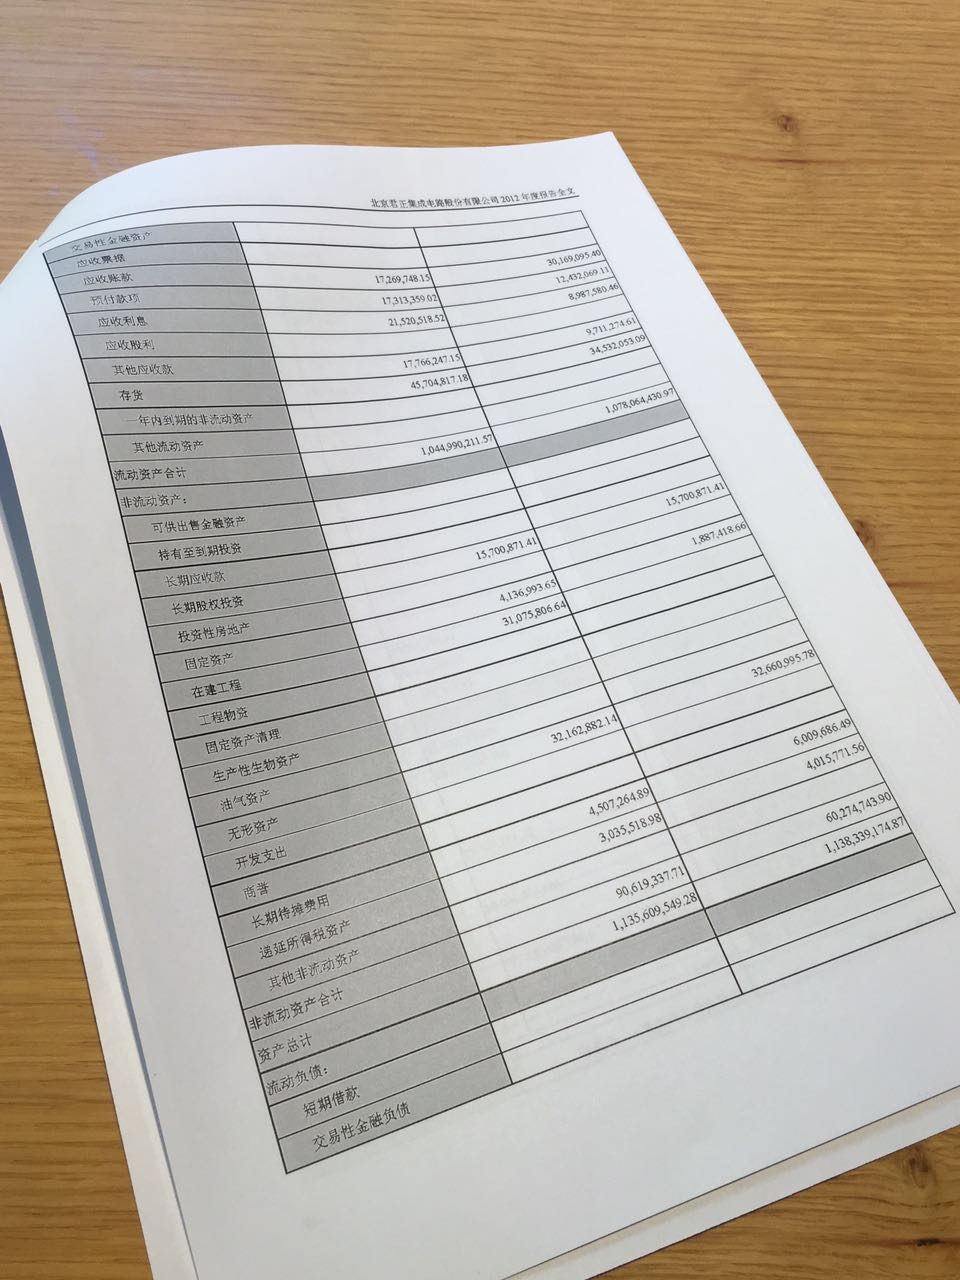 北京君正集成电路股份有限公司 2012 年度报告全文
交易性金融资产
应收票据
应收账款 17,269,748.15 30,169,095.40
预付款项 17,313,359.02 12,432,069.11
应收利息 21,520,518.52 8,987,580.46
应收股利
其他应收款 17,766,247.15 9,711,274.61
存货 45,704,817.18 34,532,053.09
一年内到期的非流动资产
其他流动资产
流动资产合计 1,044,990,211.57 1,078,064,430.97
非流动资产：
可供出售金融资产
持有至到期投资
长期应收款
长期股权投资 15,700,871.41 15,700,871.41
投资性房地产
固定资产 4,136,993.65 1,887,418.66
在建工程 31,075,806.64
工程物资
固定资产清理
生产性生物资产
油气资产
无形资产 32,162,882.14 32,660,995.78
开发支出
商誉
长期待摊费用 4,507,264.89 6,009,686.49
递延所得税资产 3,035,518.98 4,015,771.56
其他非流动资产
非流动资产合计 90,619,337.71 60,274,743.90
资产总计 1,135,609,549.28 1,138,339,174.87
流动负债：
短期借款
交易性金融负债